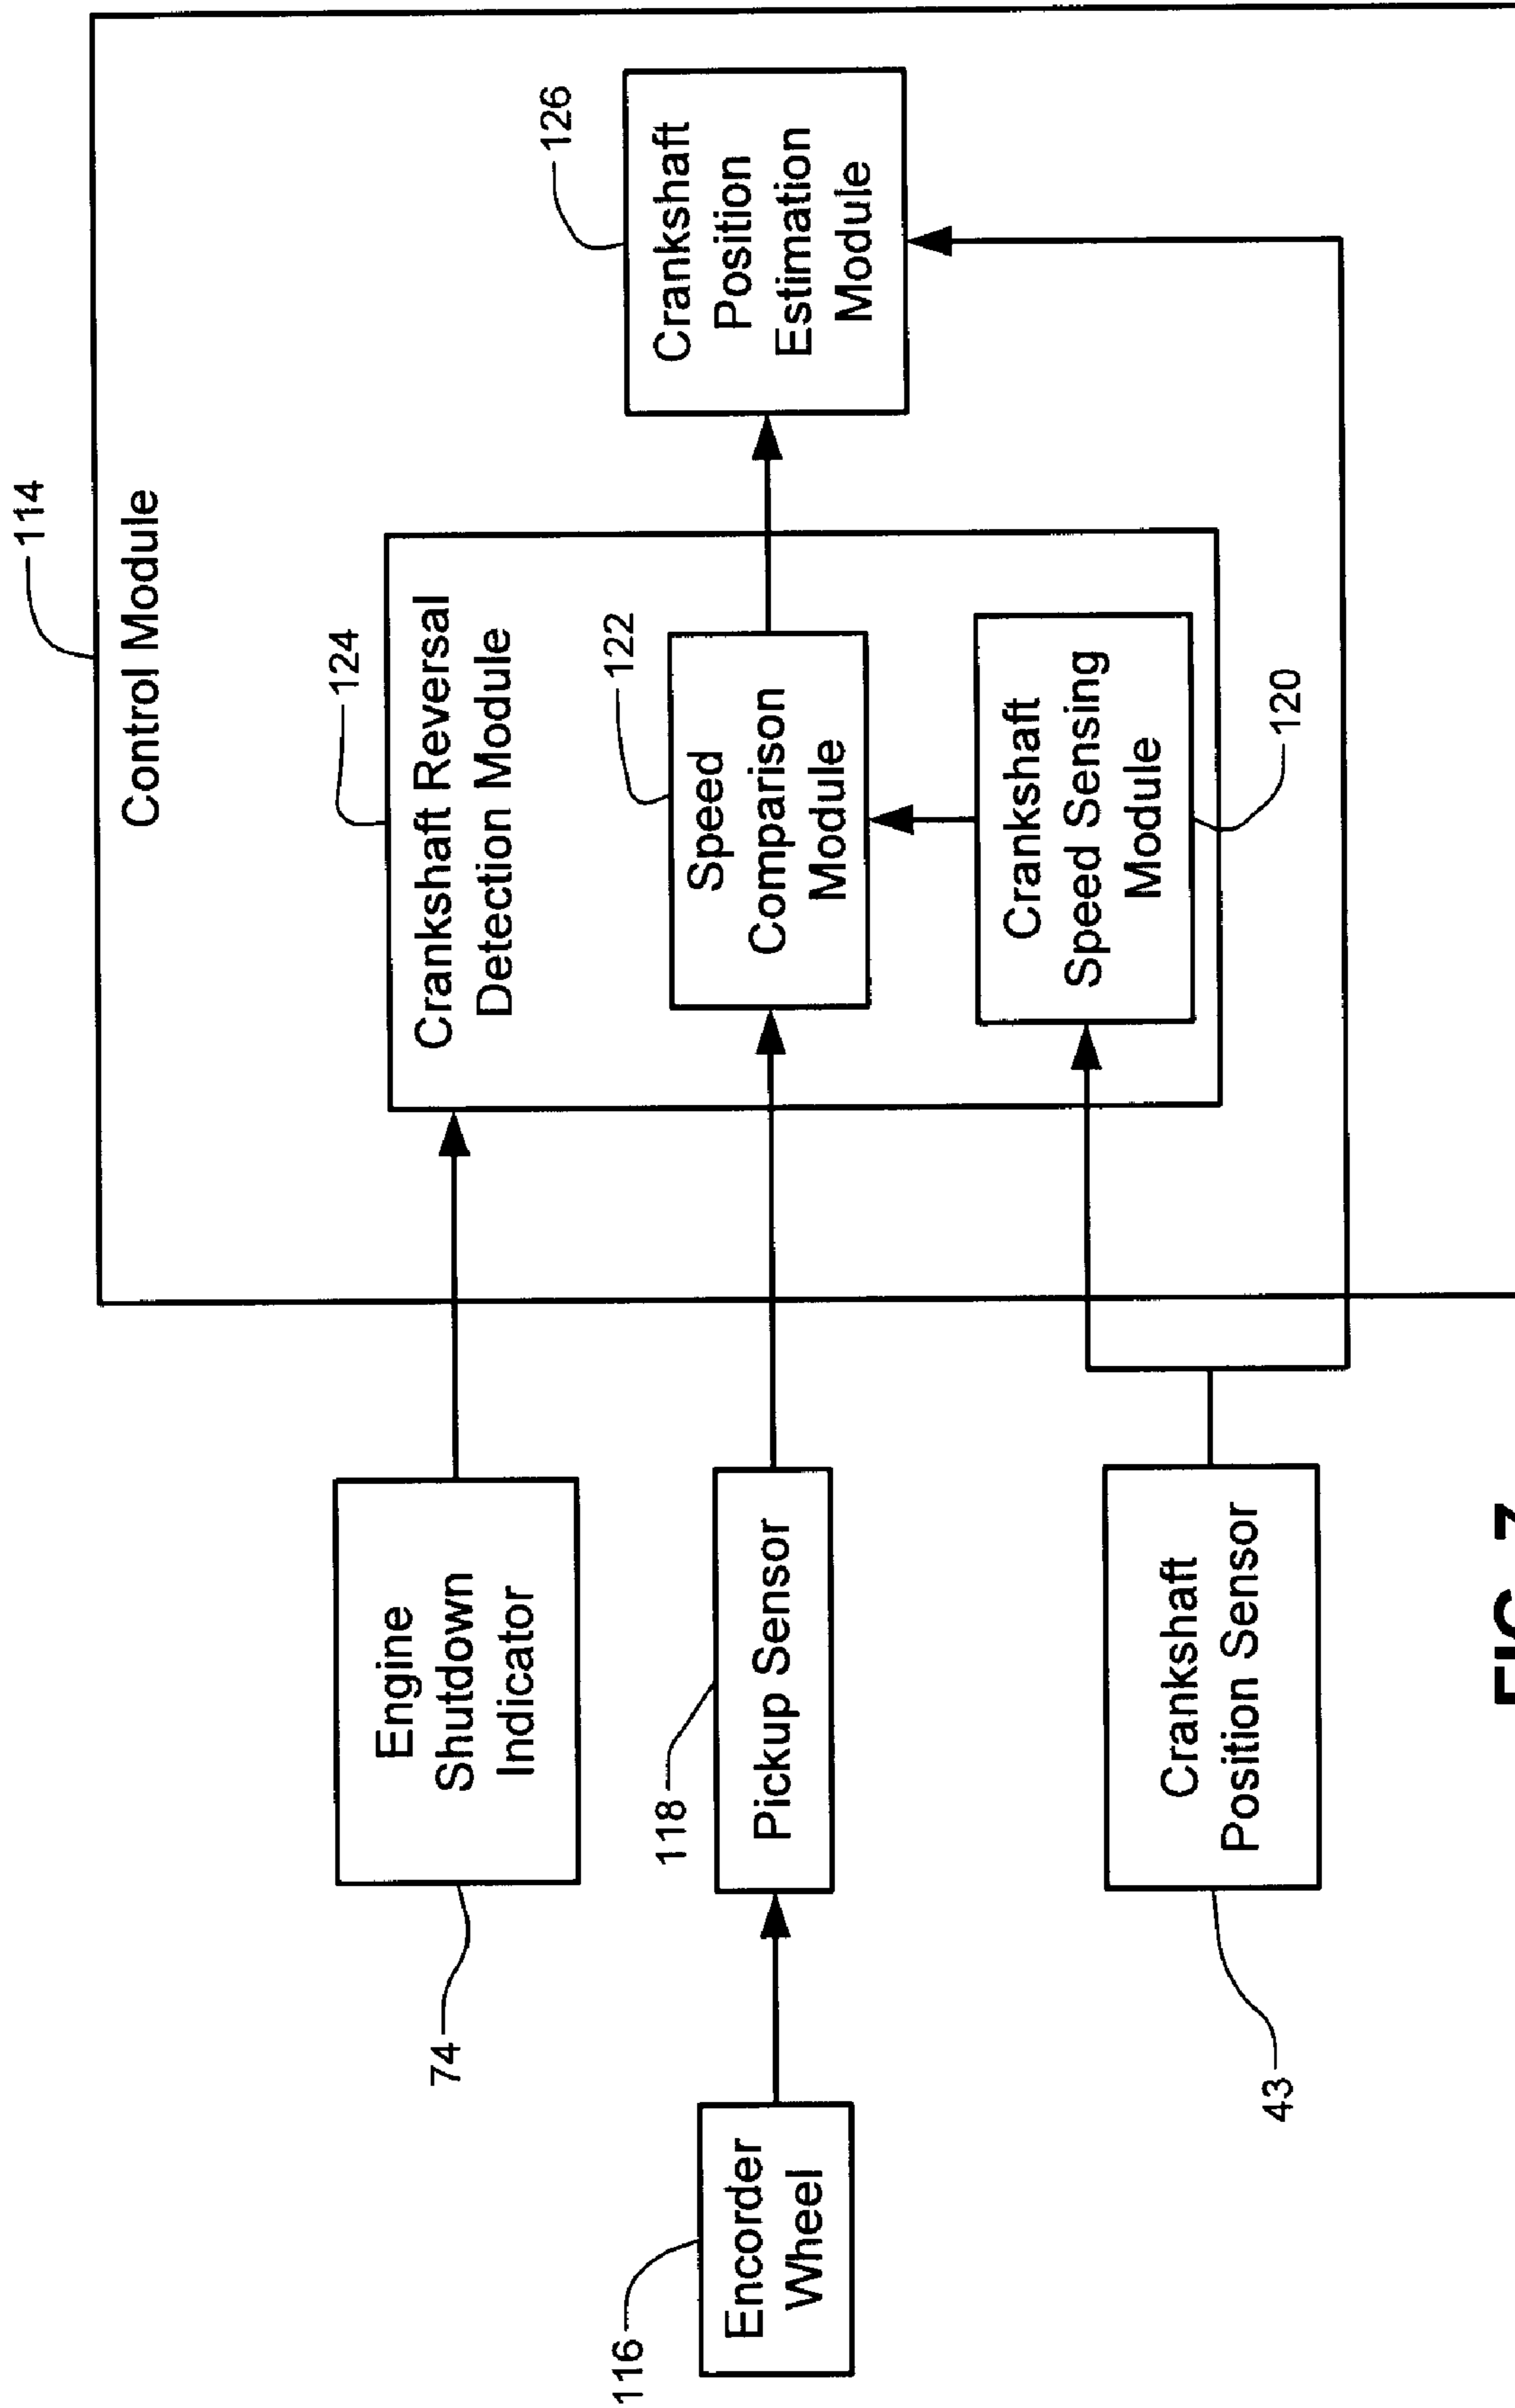 114
Control Module
124
Crankshaft Reversal
Detection Module
126
Crankshaft
Position
Estimation
Module
74
Engine
Shutdown
Indicator
122
Speed
Comparison
Module
116
Encorder
Wheel
118
Pickup Sensor
Crankshaft
Speed Sensing
Module
120
43
Crankshaft
Position Sensor